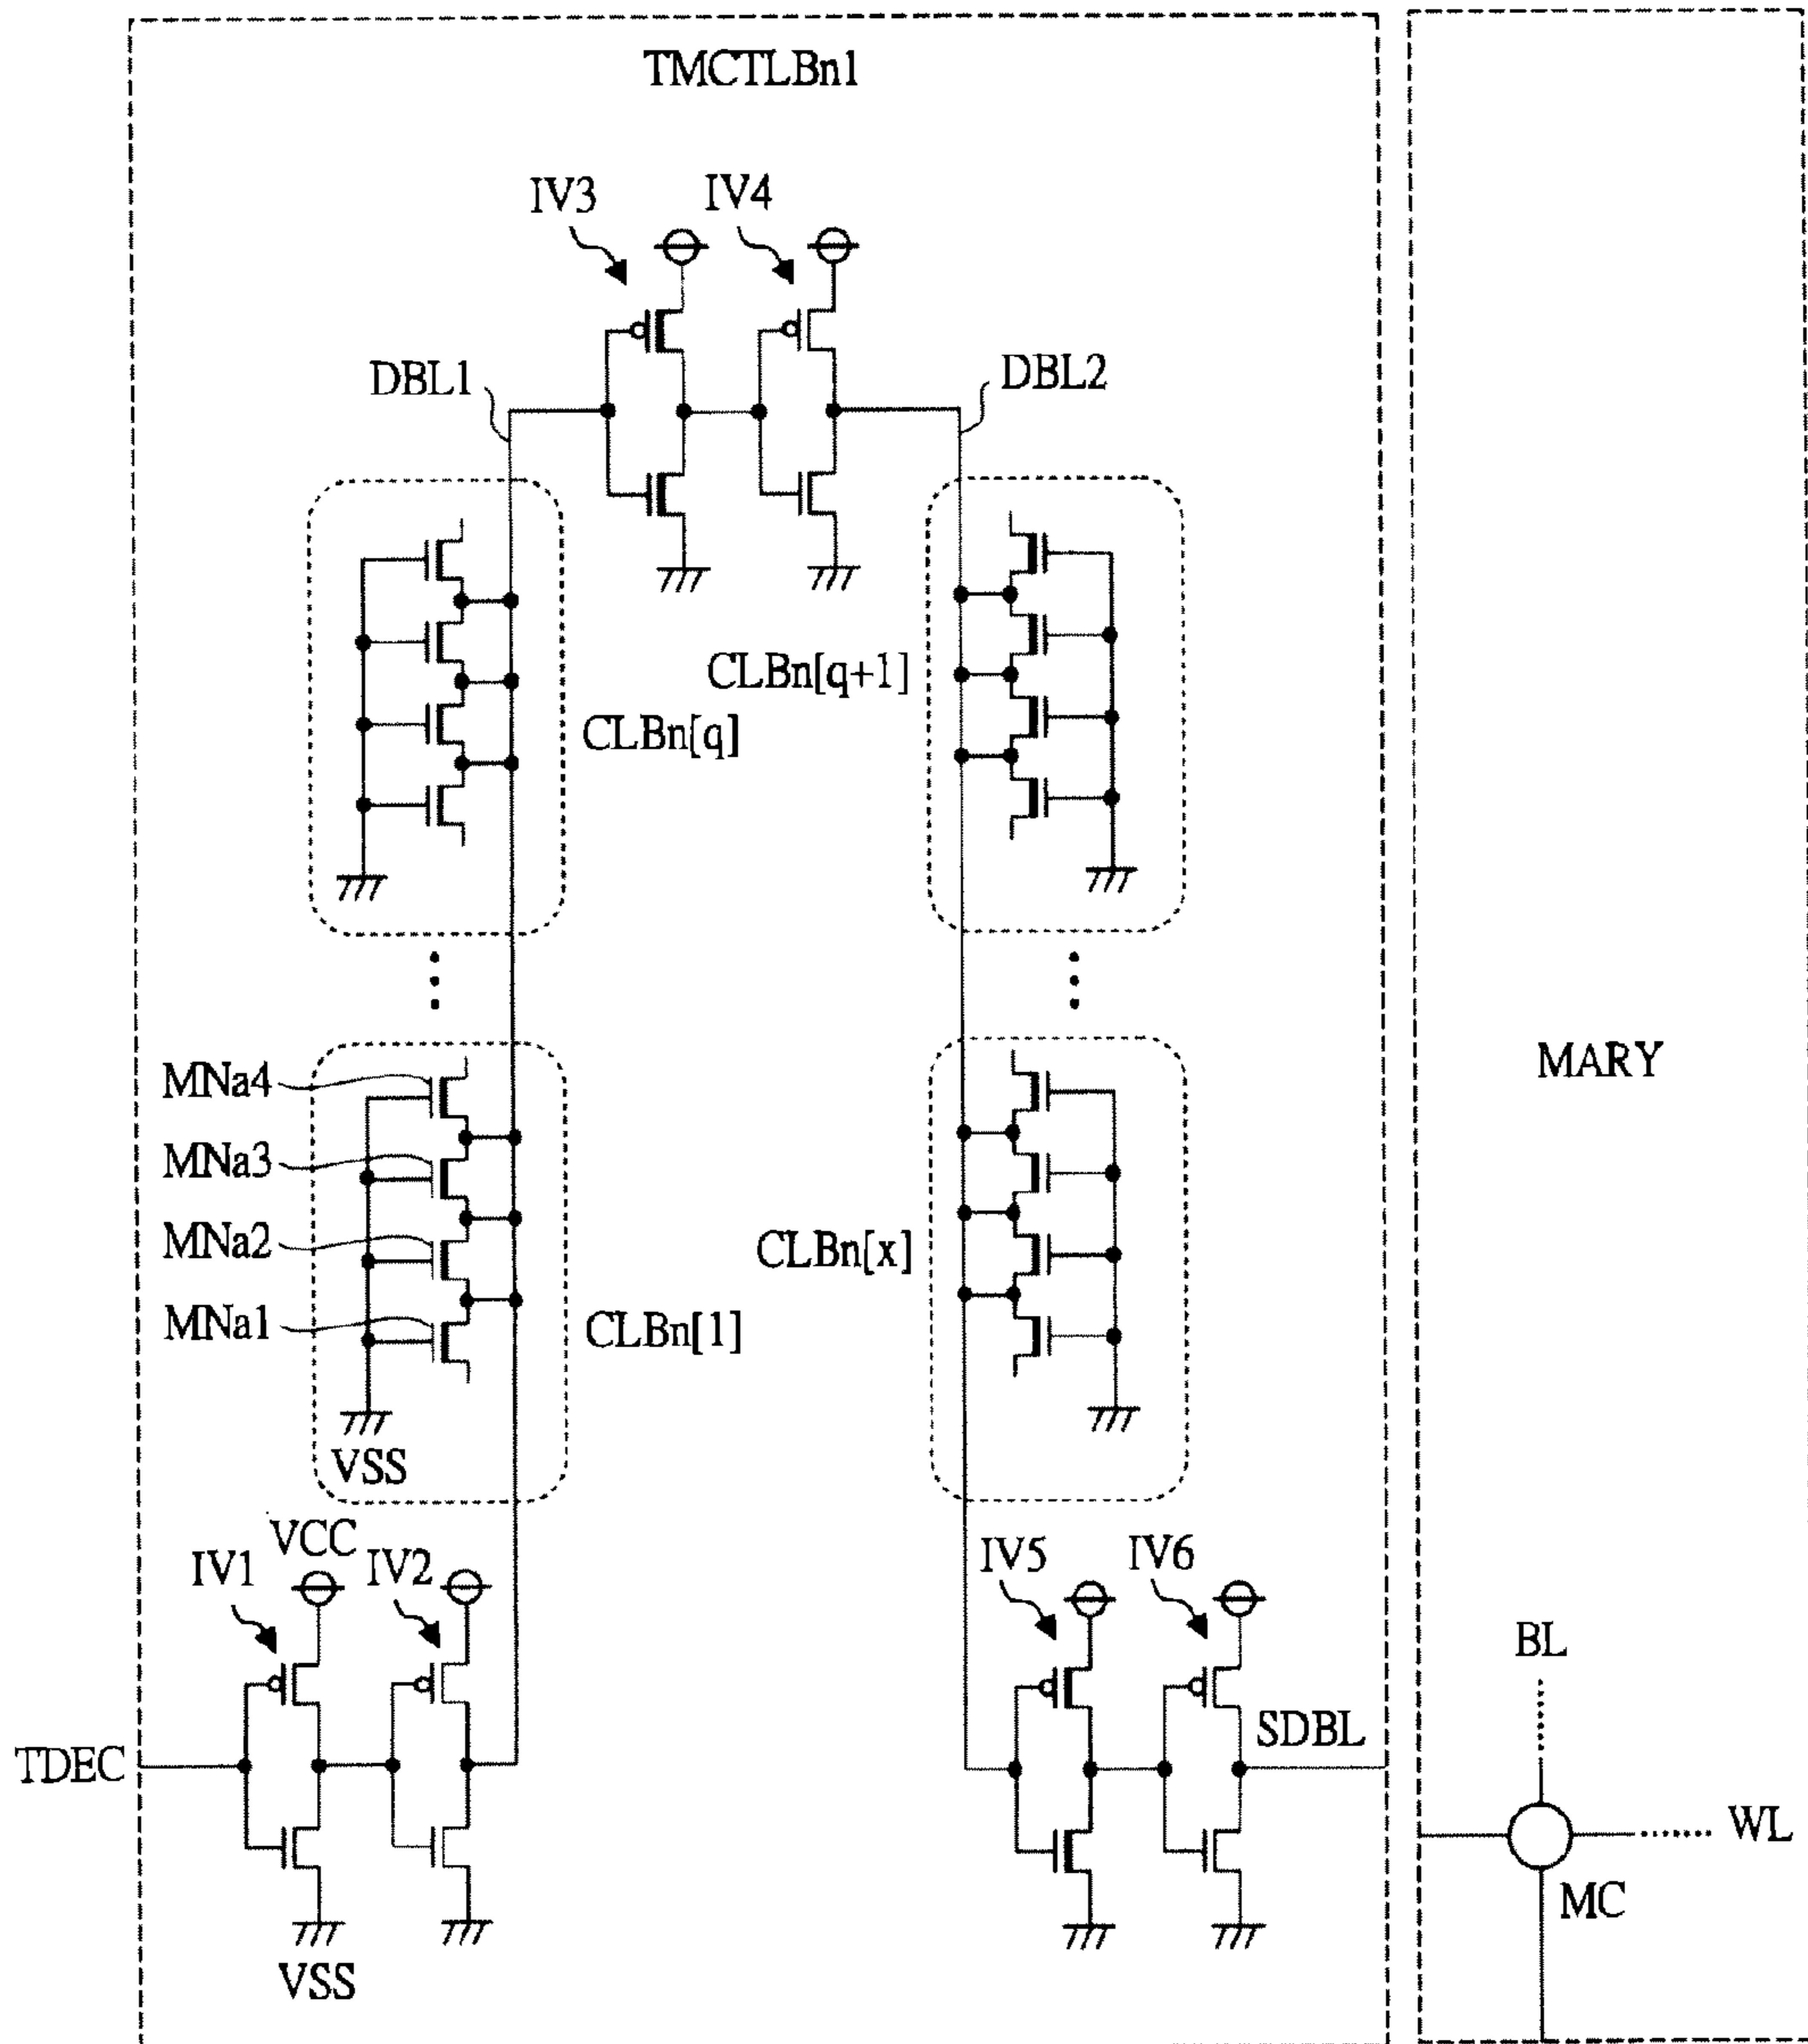 TMCTLBn1
IV3
IV4
DBL1
DBL2
CLBn[q+1]
CLBn[q]
MARY
MNa4
MNa3
MNa2
CLBn[x]
MNa1
CLBn[1]
VSS
VCC
IV1
IV2
IV5
IV6
BL
SDBL
TDEC
WL
MC
VSS